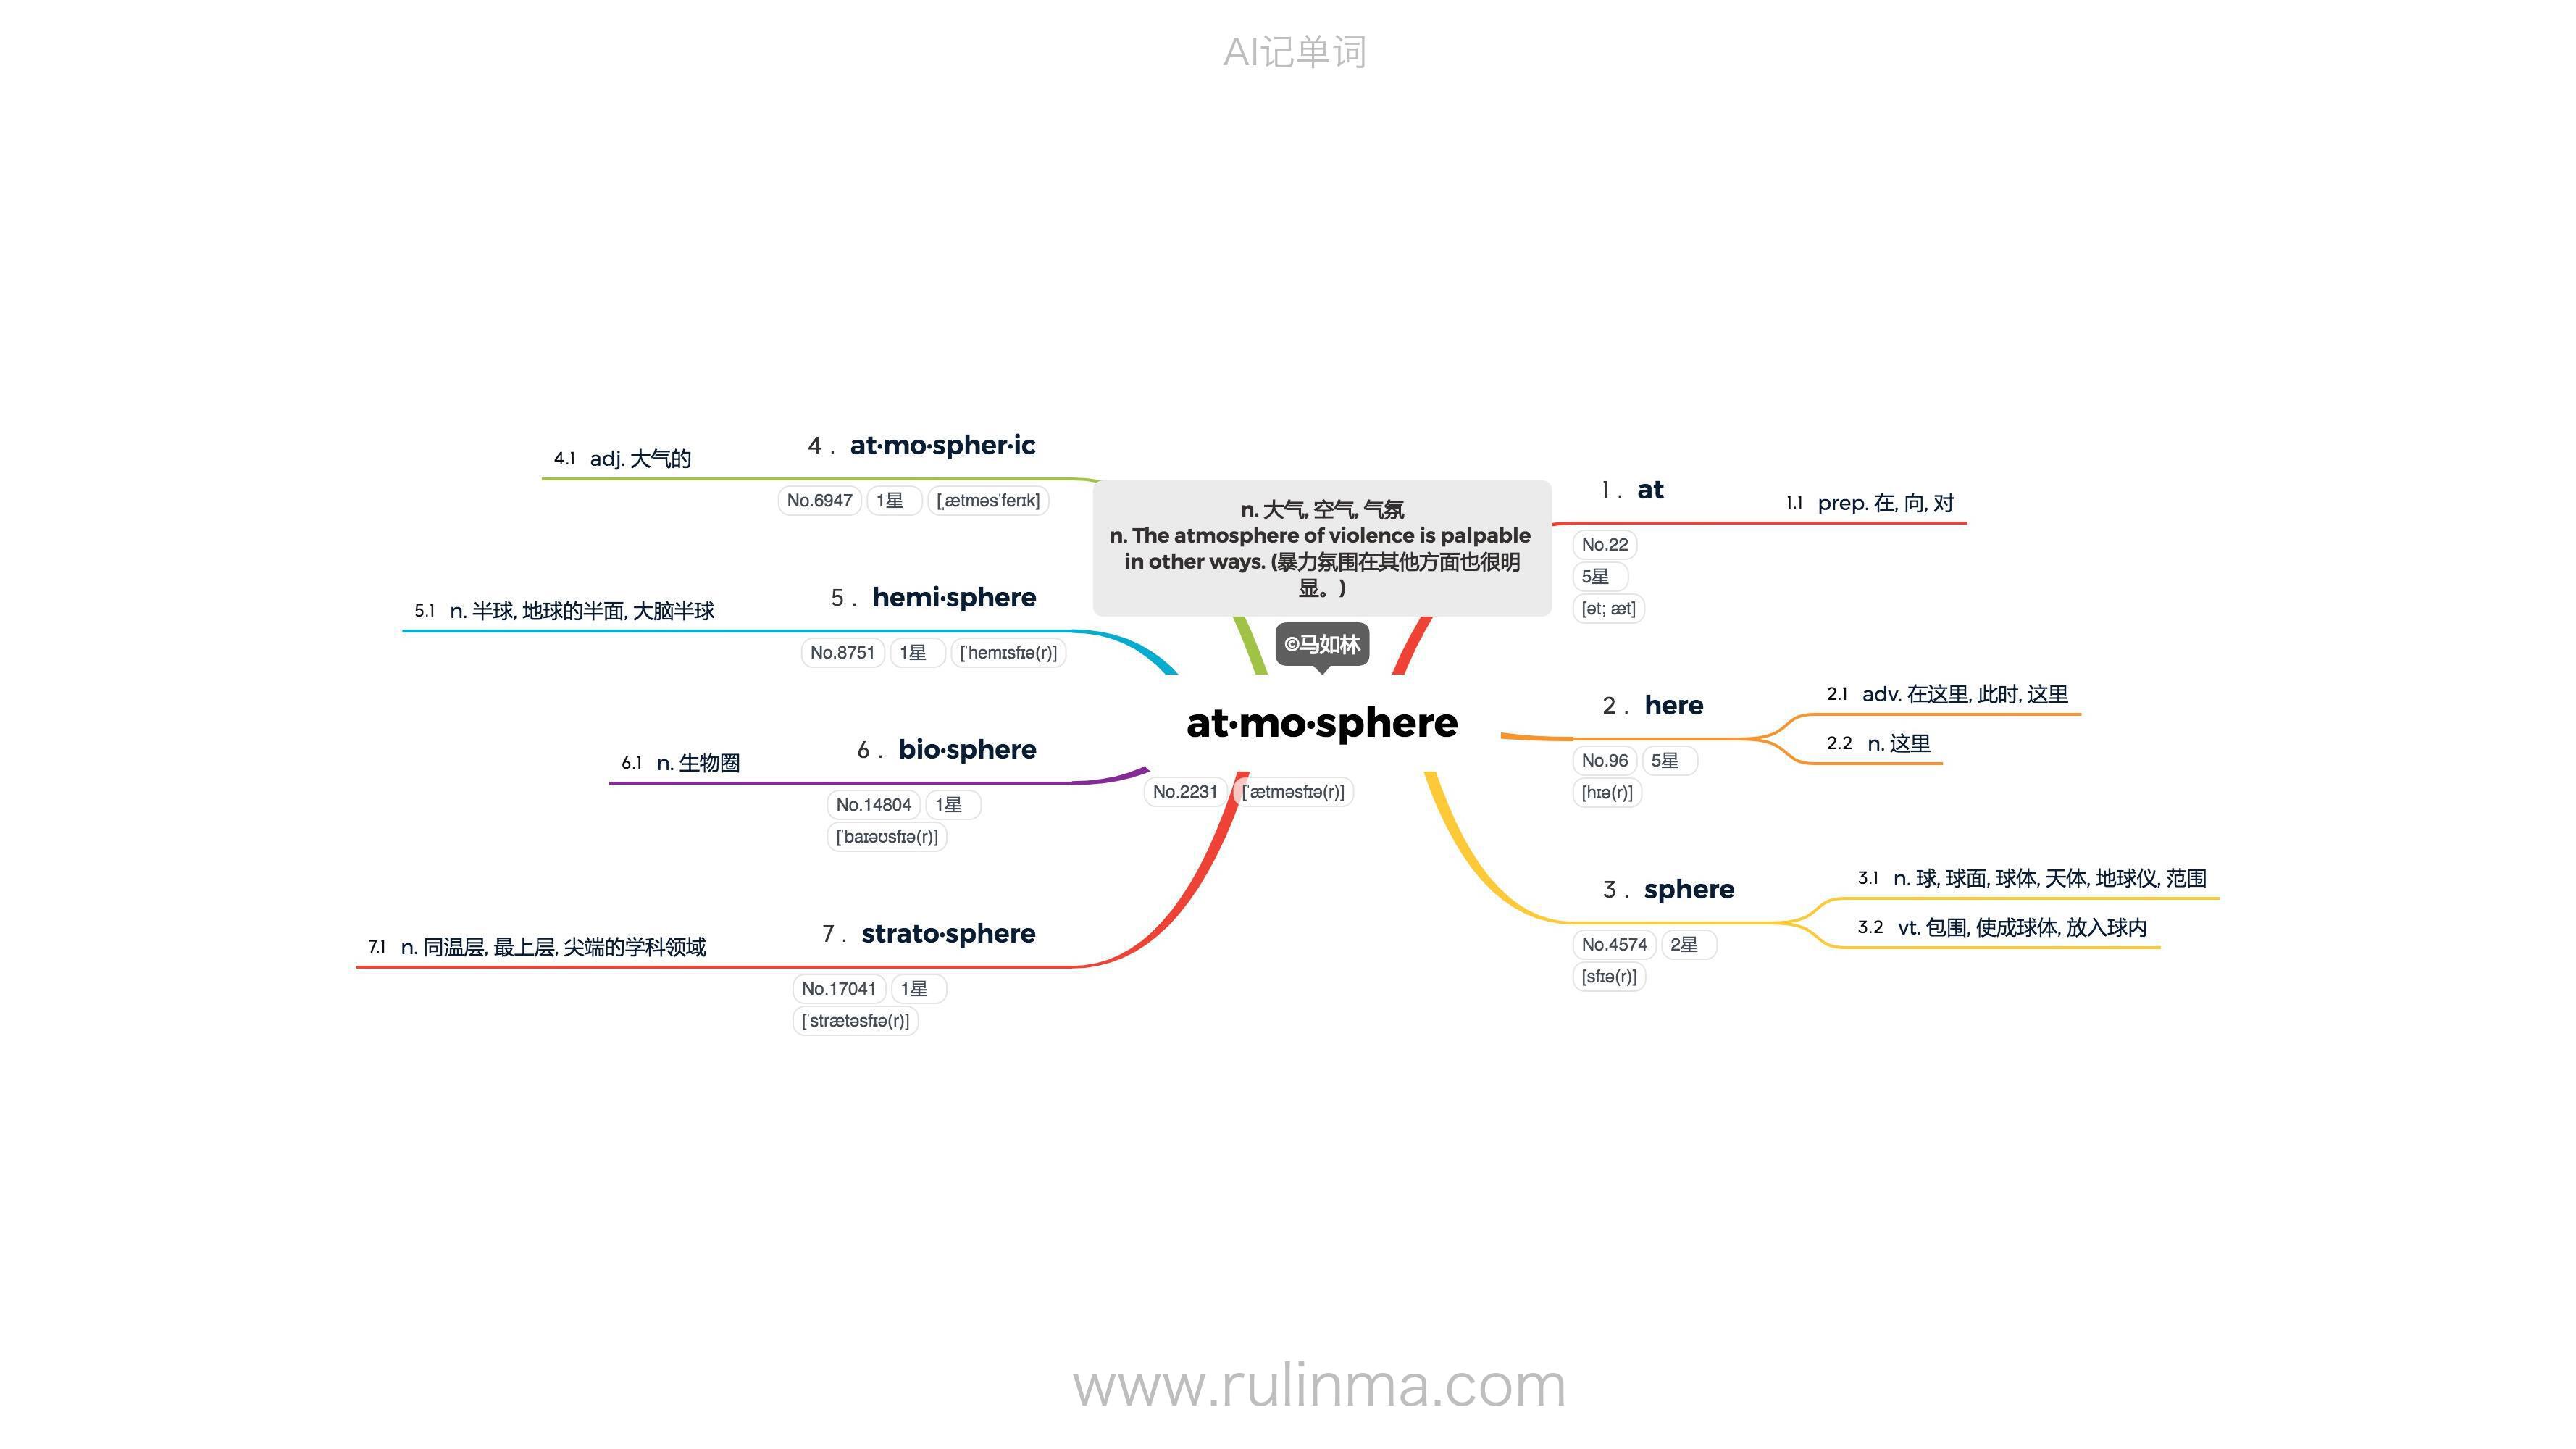 AI记单词
n. 大气, 空气, 气氛
n. The atmosphere of violence is palpable
in other ways. (暴力氛围在其他方面也很明
显。)
©马如林
at·mo·sphere
No.2231 [ˈætməsfɪə(r)]
1 . at
1.1 prep. 在, 向, 对
No.22
5星
[ət; æt]
2 . here
2.1 adv. 在这里, 此时, 这里
2.2 n. 这里
No.96 5星
[hɪə(r)]
3 . sphere
3.1 n. 球, 球面, 球体, 天体, 地球仪, 范围
3.2 vt. 包围, 使成球体, 放入球内
No.4574 2星
[sfɪə(r)]
4 . at·mo·spher·ic
4.1 adj. 大气的
No.6947 1星 [ˌætməsˈferɪk]
5 . hemi·sphere
5.1 n. 半球, 地球的半面, 大脑半球
No.8751 1星 [ˈhemɪsfɪə(r)]
6 . bio·sphere
6.1 n. 生物圈
No.14804 1星
[ˈbaɪəʊsfɪə(r)]
7 . strato·sphere
7.1 n. 同温层, 最上层, 尖端的学科领域
No.17041 1星
[ˈstrætəsfɪə(r)]
www.rulinma.com